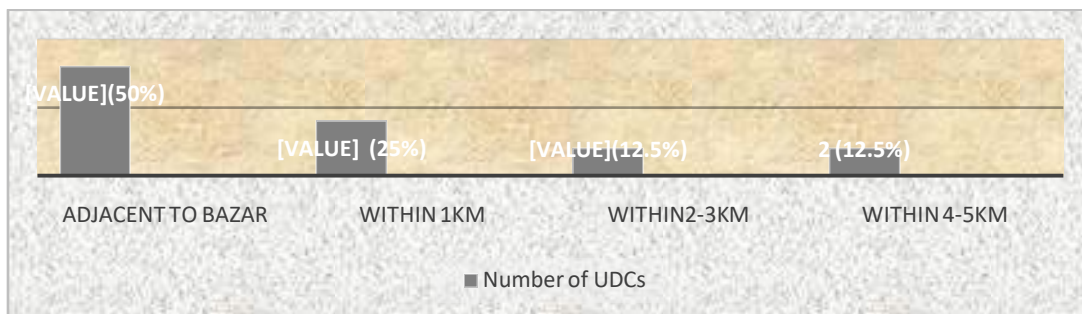 [VALUE](50%)
[VALUE] (25%)
[VALUE](12.5%)
2 (12.5%)
ADJACENT TO BAZAR
WITHIN 1KM
WITHIN2-3KM
WITHIN 4-5KM
Number of UDCs